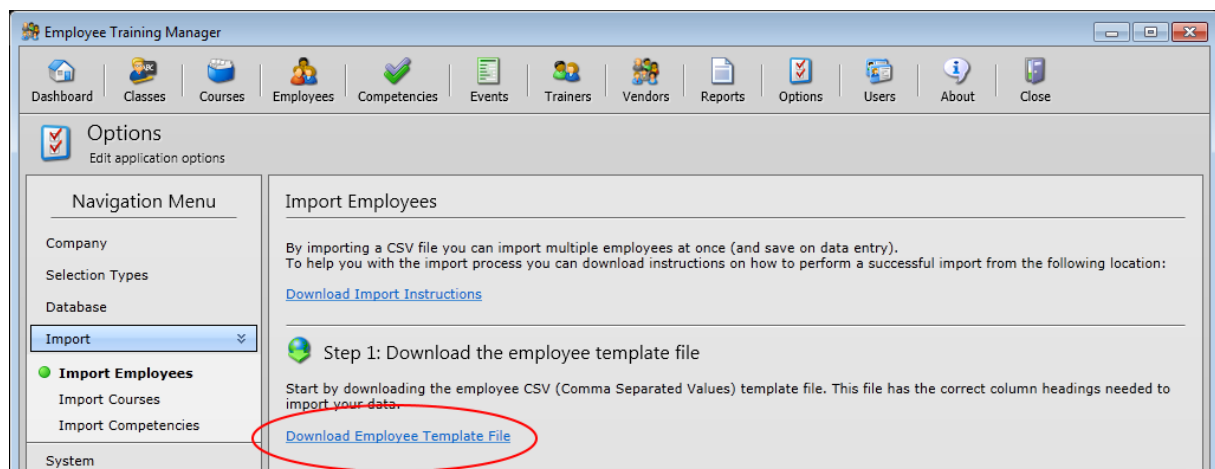 Employee Training Manager
Dashboard Classes Courses Employees Competencies Events Trainers Vendors Reports Options Users About Close
Options
Edit application options
Navigation Menu
Company
Selection Types
Database
Import
Import Employees
Import Courses
Import Competencies
System
Import Employees
By importing a CSV file you can import multiple employees at once (and save on data entry).
To help you with the import process you can download instructions on how to perform a successful import from the following location:
Download Import Instructions
Step 1: Download the employee template file
Start by downloading the employee CSV (Comma Separated Values) template file. This file has the correct column headings needed to
import your data.
Download Employee Template File